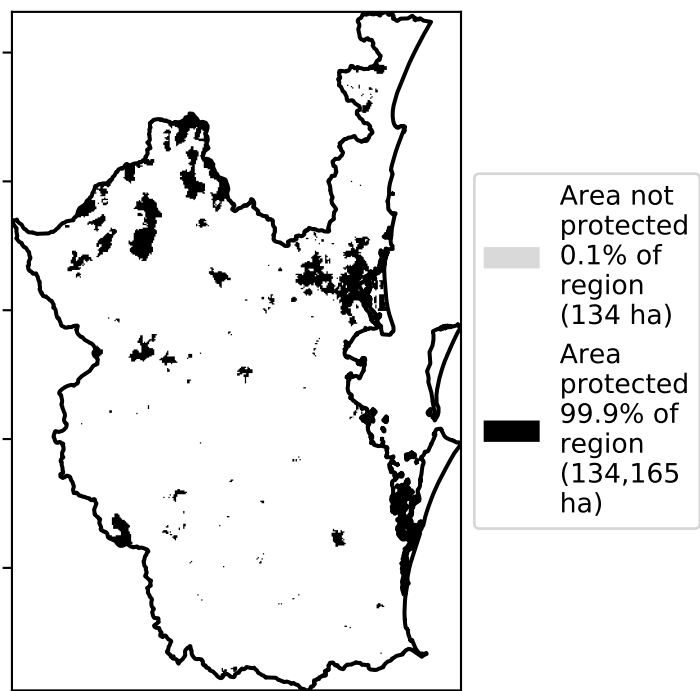 Area not
protected
0.1% of
region
(134 ha)
Area
protected
99.9% of
region
(134,165
ha)